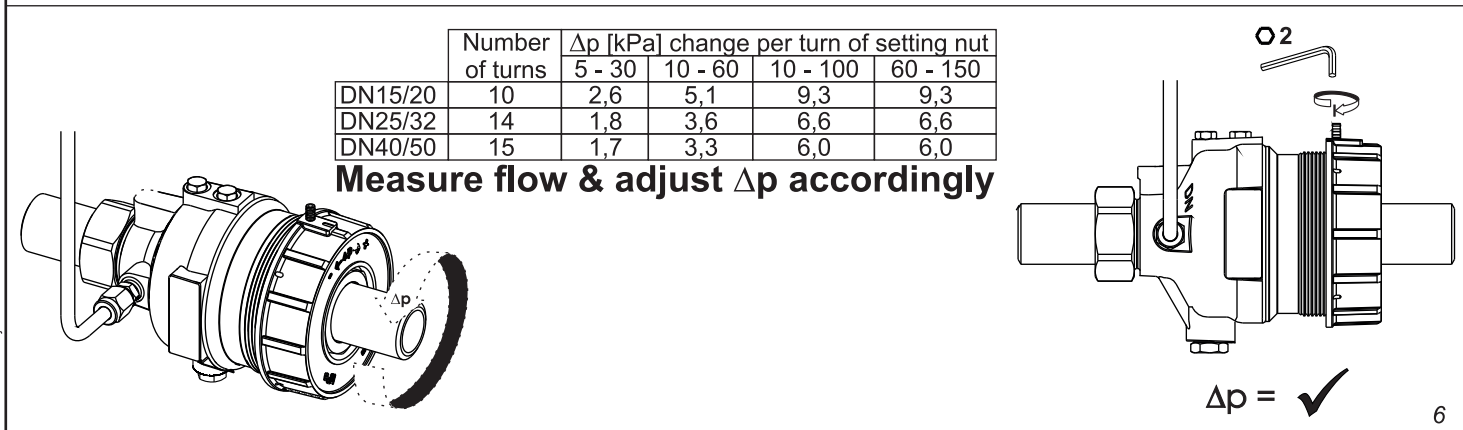 Number of turns Δp [kPa] change per turn of setting nut
5 - 30 10 - 60 10 - 100 60 - 150
DN15/20 10 2,6 5,1 9,3 9,3
DN25/32 14 1,8 3,6 6,6 6,6
DN40/50 15 1,7 3,3 6,0 6,0
Measure flow & adjust Δp accordingly
2
DN
- Δp +
Δp
Δp =
6